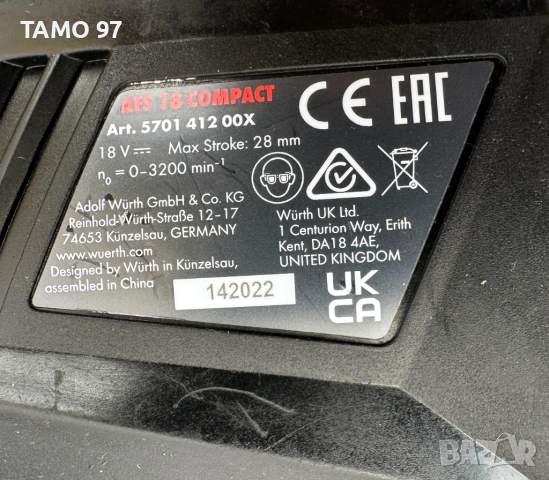 TAMO 97
AFS 18 COMPACT
Art. 5701 412 00X
18 V⎓ Max Stroke: 28 mm
n₀ = 0–3200 min⁻¹
CE EAC
Adolf Würth GmbH & Co. KG
Reinhold-Würth-Straße 12–17
74653 Künzelsau, GERMANY
www.wuerth.com
Designed by Würth in Künzelsau,
assembled in China
142022
Würth UK Ltd.
1 Centurion Way, Erith
Kent, DA18 4AE,
UNITED KINGDOM
UK
CA
BAZAR